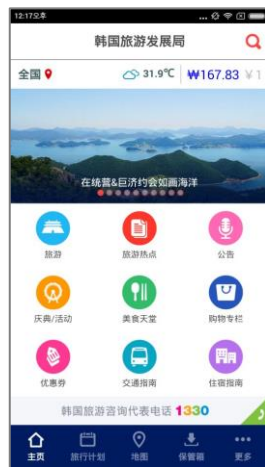 12:17오후
韩国旅游发展局
全国 31.9℃ ₩167.83 ¥1
在统营&巨济约会如画海洋
旅游 旅游热点 公告
庆典/活动 美食天堂 购物专栏
优惠券 交通指南 住宿指南
韩国旅游咨询代表电话 1330
主页 旅行计划 地图 保管箱 更多